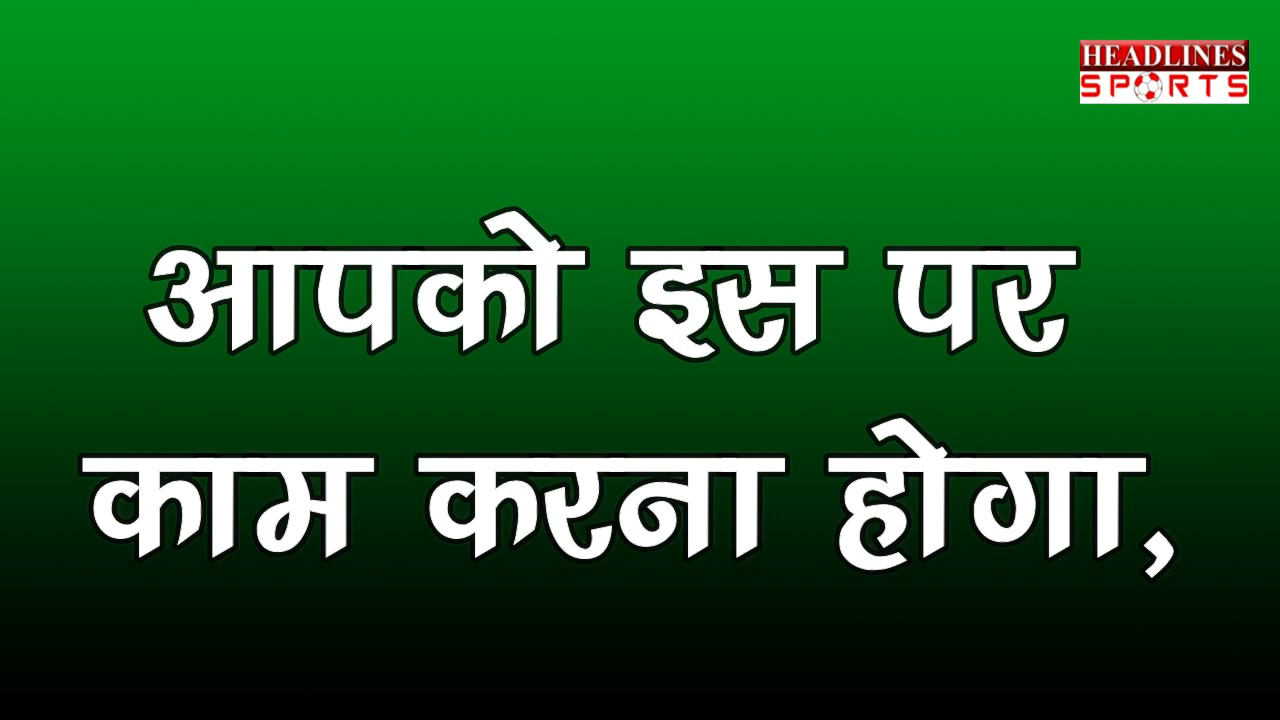 HEADLINES
SPORTS
आपको इस पर
काम करना होगा,